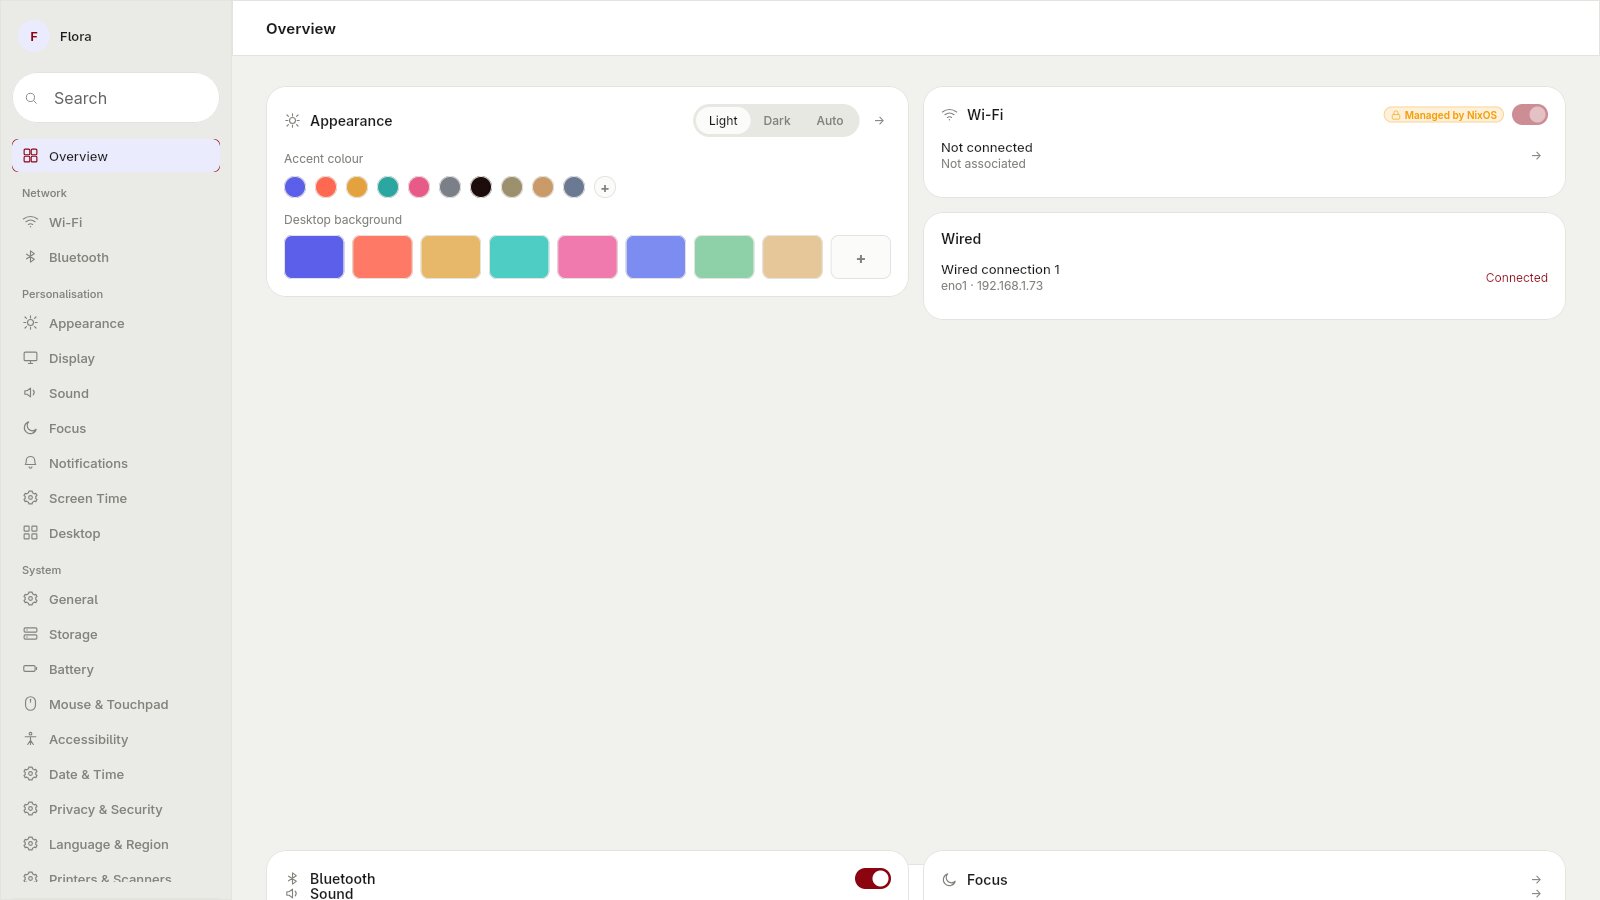 F Flora
Search
Overview
Network
Wi-Fi
Bluetooth
Personalisation
Appearance
Display
Sound
Focus
Notifications
Screen Time
Desktop
System
General
Storage
Battery
Mouse & Touchpad
Accessibility
Date & Time
Privacy & Security
Language & Region
Printers & Scanners
Overview
Appearance
Light Dark Auto
Accent colour
+
Desktop background
+
Wi-Fi
Managed by NixOS
Not connected
Not associated
Wired
Wired connection 1
eno1 · 192.168.1.73
Connected
Bluetooth
Sound
Focus